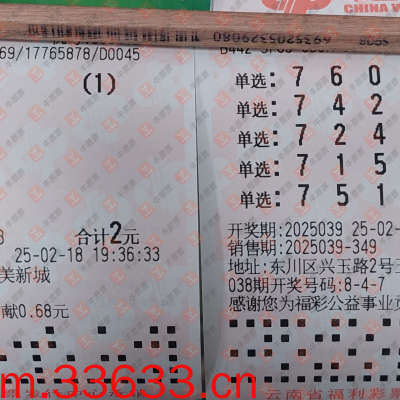 CHINA W
69/17765878/D0045
(1)
合计2元
25-02-18 19:36:33
美新城
献0.68元
单选: 7 6 0
单选: 7 4 2
单选: 7 2 4
单选: 7 1 5
单选: 7 5 1
开奖期:2025039 25-02-
销售期:2025039-349
地址:东川区兴玉路2号
038期开奖号码:8-4-7
感谢您为福彩公益事业
m.33633.cn
云南省福利彩票